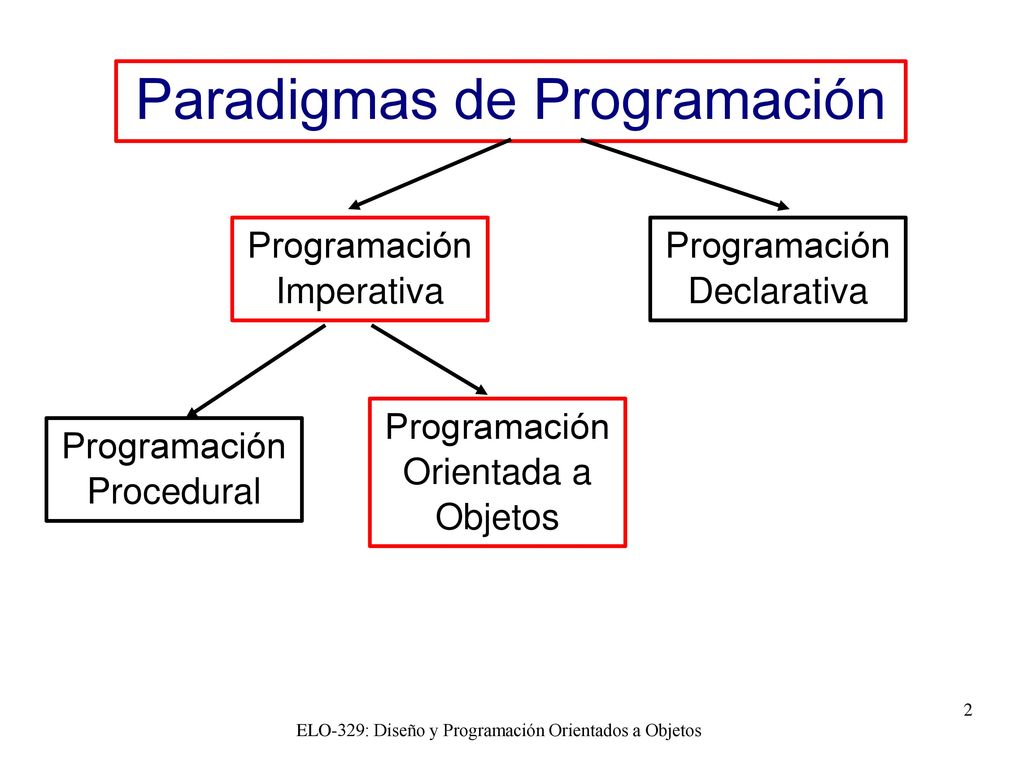 Paradigmas de Programación
Programación
Imperativa
Programación
Declarativa
Programación
Procedural
Programación
Orientada a
Objetos
2
ELO-329: Diseño y Programación Orientados a Objetos